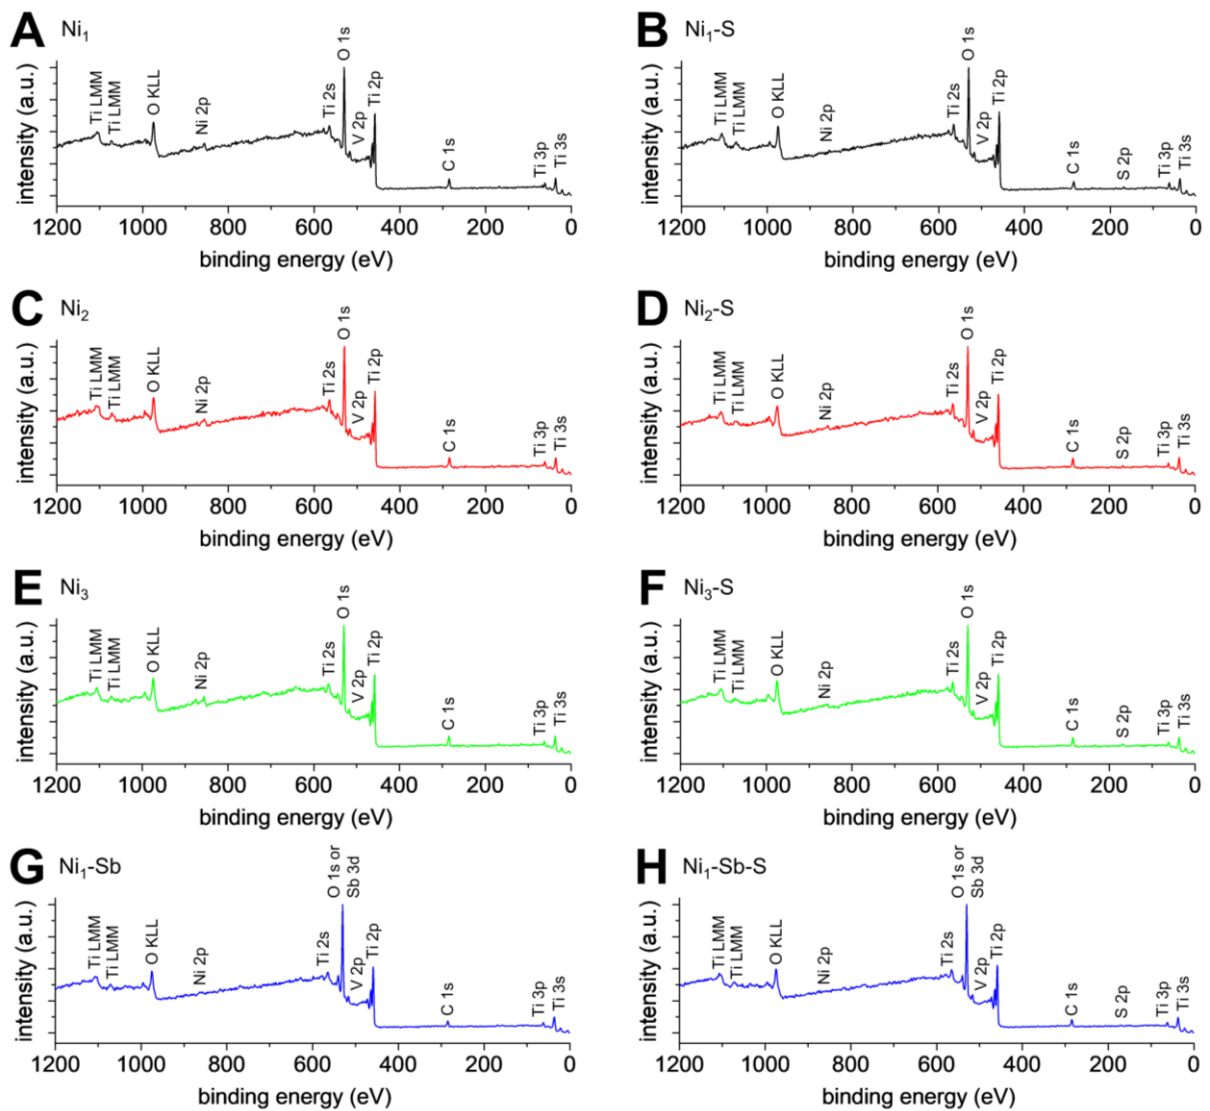 A Ni₁
intensity (a.u.)
Ti LMM
Ti LMM
O KLL
Ni 2p
Ti 2s
O 1s
V 2p
Ti 2p
C 1s
Ti 3p
Ti 3s
1200 1000 800 600 400 200 0
binding energy (eV)
B Ni₁-S
intensity (a.u.)
Ti LMM
Ti LMM
O KLL
Ni 2p
Ti 2s
O 1s
V 2p
Ti 2p
C 1s
S 2p
Ti 3p
Ti 3s
1200 1000 800 600 400 200 0
binding energy (eV)
C Ni₂
intensity (a.u.)
Ti LMM
Ti LMM
O KLL
Ni 2p
Ti 2s
O 1s
V 2p
Ti 2p
C 1s
Ti 3p
Ti 3s
1200 1000 800 600 400 200 0
binding energy (eV)
D Ni₂-S
intensity (a.u.)
Ti LMM
Ti LMM
O KLL
Ni 2p
Ti 2s
O 1s
V 2p
Ti 2p
C 1s
S 2p
Ti 3p
Ti 3s
1200 1000 800 600 400 200 0
binding energy (eV)
E Ni₃
intensity (a.u.)
Ti LMM
Ti LMM
O KLL
Ni 2p
Ti 2s
O 1s
V 2p
Ti 2p
C 1s
Ti 3p
Ti 3s
1200 1000 800 600 400 200 0
binding energy (eV)
F Ni₃-S
intensity (a.u.)
Ti LMM
Ti LMM
O KLL
Ni 2p
Ti 2s
O 1s
V 2p
Ti 2p
C 1s
S 2p
Ti 3p
Ti 3s
1200 1000 800 600 400 200 0
binding energy (eV)
G Ni₁-Sb
intensity (a.u.)
Ti LMM
Ti LMM
O KLL
Ni 2p
Ti 2s
O 1s or
Sb 3d
V 2p
Ti 2p
C 1s
Ti 3p
Ti 3s
1200 1000 800 600 400 200 0
binding energy (eV)
H Ni₁-Sb-S
intensity (a.u.)
Ti LMM
Ti LMM
O KLL
Ni 2p
Ti 2s
O 1s or
Sb 3d
V 2p
Ti 2p
C 1s
S 2p
Ti 3p
Ti 3s
1200 1000 800 600 400 200 0
binding energy (eV)